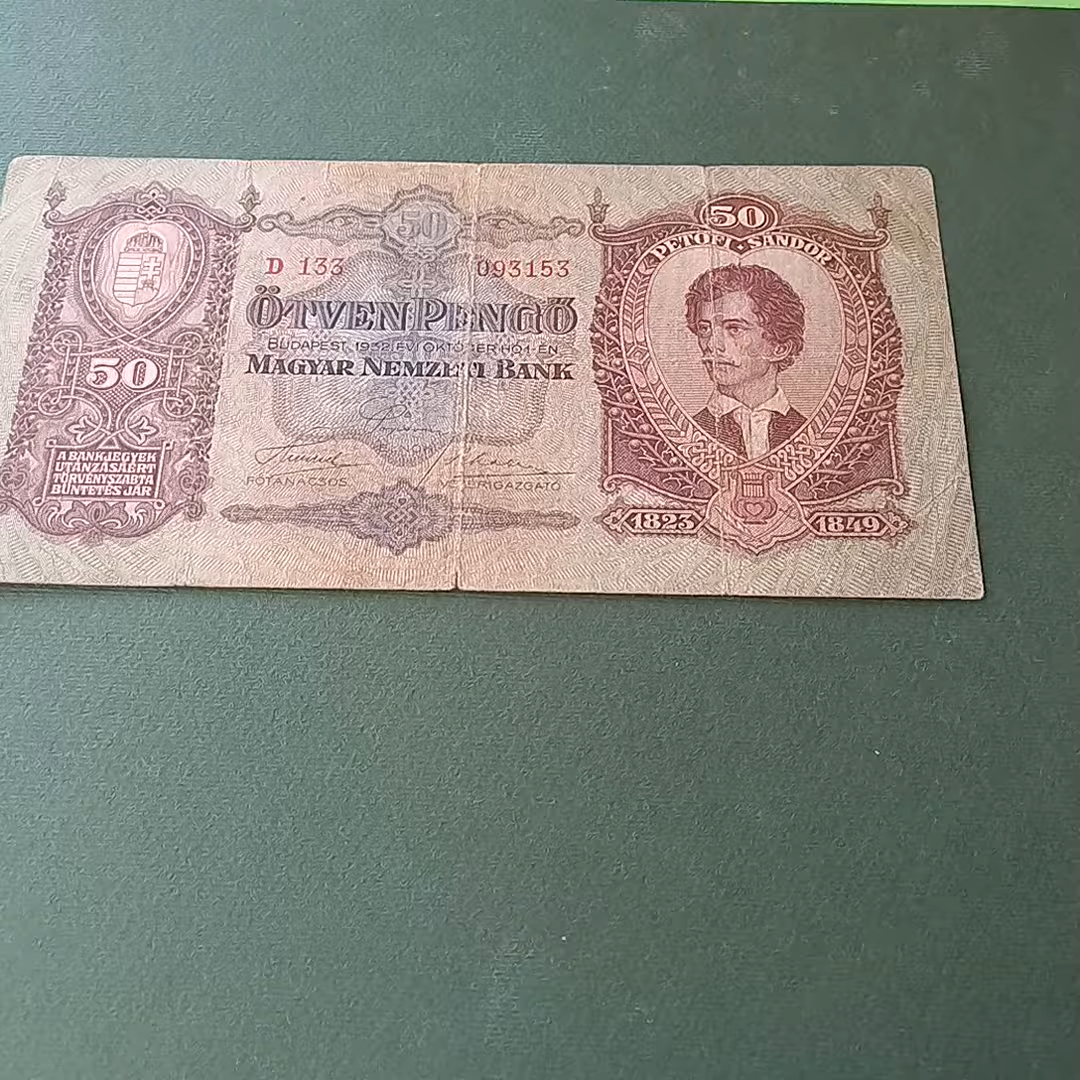 50
A BANKJEGYEK
UTÁNZÁSÁÉRT
TÖRVÉNYSZABTA
BÜNTETÉS JÁR
50
D 133 093153
ÖTVEN PENGŐ
BUDAPEST, 1932. ÉVI OKTÓBER HÓ 1-ÉN
MAGYAR NEMZETI BANK
FŐTANÁCSOS VEZÉRIGAZGATÓ
50
PETŐFI · SÁNDOR
1823 1849